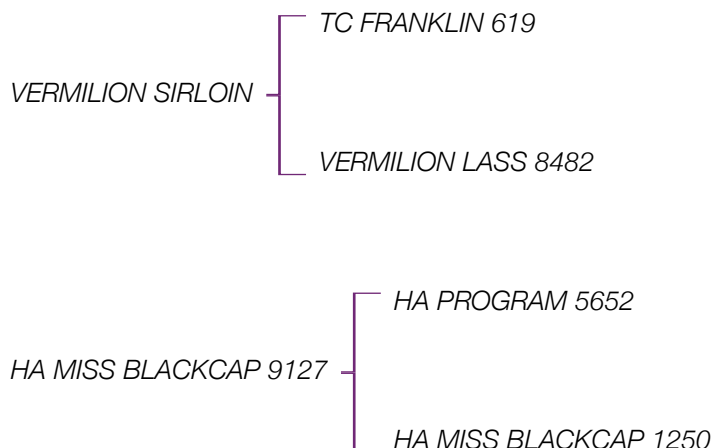 TC FRANKLIN 619
VERMILION SIRLOIN
VERMILION LASS 8482
HA PROGRAM 5652
HA MISS BLACKCAP 9127
HA MISS BLACKCAP 1250